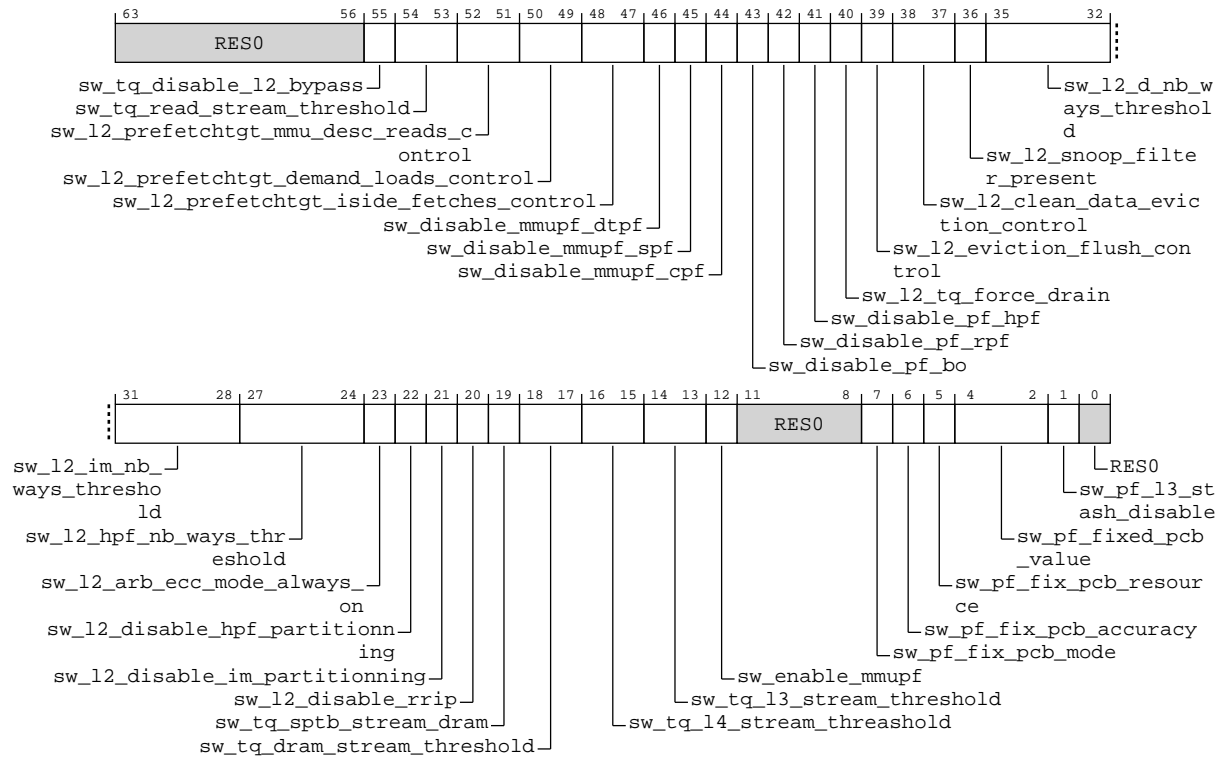 63 56 55 54 53 52 51 50 49 48 47 46 45 44 43 42 41 40 39 38 37 36 35 32
RES0
sw_tq_disable_l2_bypass
sw_tq_read_stream_threshold
sw_l2_prefetchtgt_mmu_desc_reads_c
ontrol
sw_l2_prefetchtgt_demand_loads_control
sw_l2_prefetchtgt_iside_fetches_control
sw_disable_mmupf_dtpf
sw_disable_mmupf_spf
sw_disable_mmupf_cpf
sw_l2_d_nb_w
ays_threshol
d
sw_l2_snoop_filte
r_present
sw_l2_clean_data_evic
tion_control
sw_l2_eviction_flush_con
trol
sw_l2_tq_force_drain
sw_disable_pf_hpf
sw_disable_pf_rpf
sw_disable_pf_bo
31 28 27 24 23 22 21 20 19 18 17 16 15 14 13 12 11 8 7 6 5 4 2 1 0
RES0
sw_l2_im_nb_
ways_thresho
ld
sw_l2_hpf_nb_ways_thr
eshold
sw_l2_arb_ecc_mode_always_
on
sw_l2_disable_hpf_partitionn
ing
sw_l2_disable_im_partitionning
sw_l2_disable_rrip
sw_tq_sptb_stream_dram
sw_tq_dram_stream_threshold
RES0
sw_pf_l3_st
ash_disable
sw_pf_fixed_pcb
_value
sw_pf_fix_pcb_resour
ce
sw_pf_fix_pcb_accuracy
sw_pf_fix_pcb_mode
sw_enable_mmupf
sw_tq_l3_stream_threshold
sw_tq_l4_stream_threashold